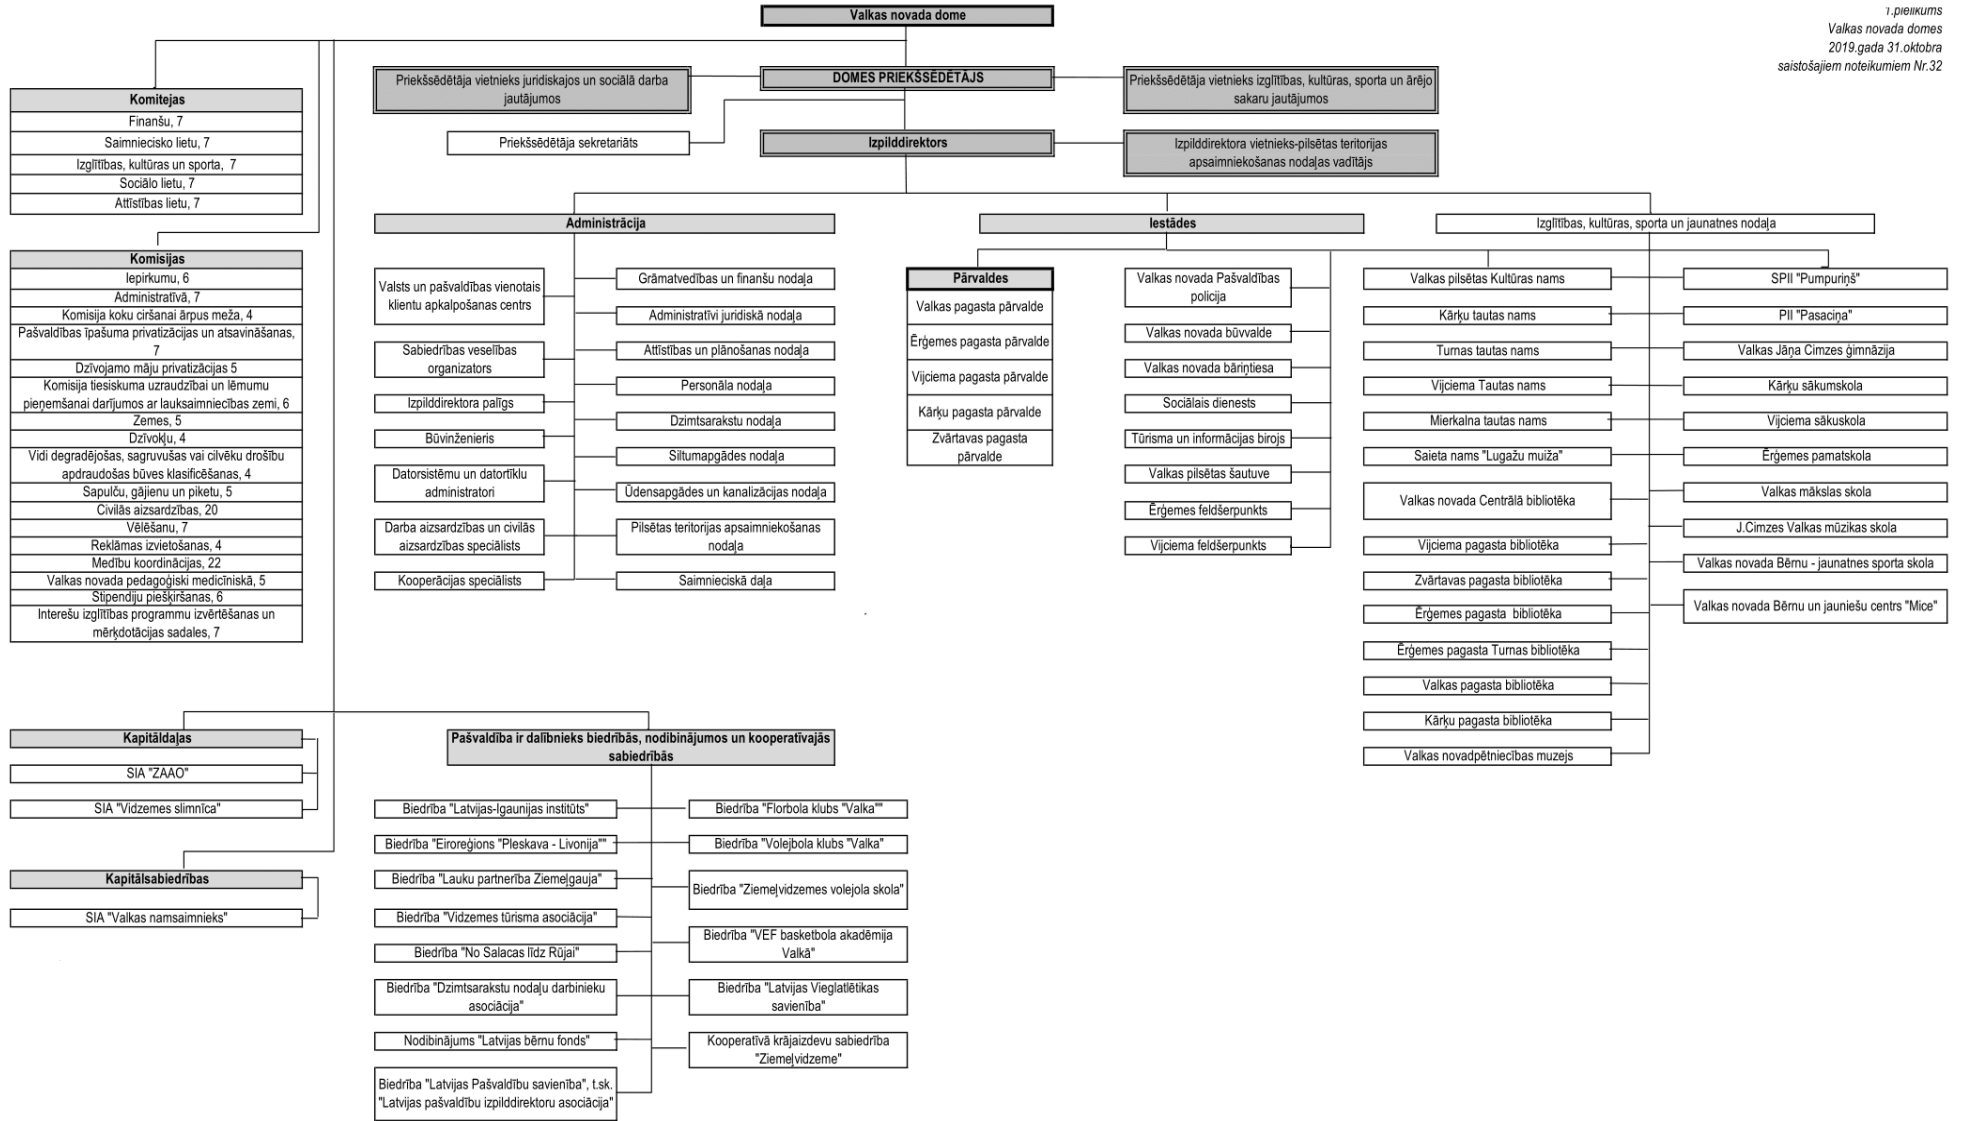 1.pielikums
Valkas novada domes
2019.gada 31.oktobra
saistošajiem noteikumiem Nr.32
Valkas novada dome
Priekšsēdētāja vietnieks juridiskajos un sociālā darba
jautājumos
DOMES PRIEKŠSĒDĒTĀJS
Priekšsēdētāja vietnieks izglītības, kultūras, sporta un ārējo
sakaru jautājumos
Priekšsēdētāja sekretariāts
Izpilddirektors
Izpilddirektora vietnieks-pilsētas teritorijas
apsaimniekošanas nodaļas vadītājs
Komitejas
Finanšu, 7
Saimniecisko lietu, 7
Izglītības, kultūras un sporta, 7
Sociālo lietu, 7
Attīstības lietu, 7
Komisijas
Iepirkumu, 6
Administratīvā, 7
Komisija koku ciršanai ārpus meža, 4
Pašvaldības īpašuma privatizācijas un atsavināšanas,
7
Dzīvojamo māju privatizācijas 5
Komisija tiesiskuma uzraudzībai un lēmumu
pieņemšanai darījumos ar lauksaimniecības zemi, 6
Zemes, 5
Dzīvokļu, 4
Vidi degradējošas, sagruvušas vai cilvēku drošību
apdraudošas būves klasificēšanas, 4
Sapulču, gājienu un piketu, 5
Civilās aizsardzības, 20
Vēlēšanu, 7
Reklāmas izvietošanas, 4
Medību koordinācijas, 22
Valkas novada pedagoģiski medicīniskā, 5
Stipendiju piešķiršanas, 6
Interešu izglītības programmu izvērtēšanas un
mērķdotācijas sadales, 7
Administrācija
Valsts un pašvaldības vienotais
klientu apkalpošanas centrs
Sabiedrības veselības
organizators
Izpilddirektora palīgs
Būvinženieris
Datorsistēmu un datortīklu
administratori
Darba aizsardzības un civilās
aizsardzības speciālists
Kooperācijas speciālists
Grāmatvedības un finanšu nodaļa
Administratīvi juridiskā nodaļa
Attīstības un plānošanas nodaļa
Personāla nodaļa
Dzimtsarakstu nodaļa
Siltumapgādes nodaļa
Ūdensapgādes un kanalizācijas nodaļa
Pilsētas teritorijas apsaimniekošanas
nodaļa
Saimnieciskā daļa
Iestādes
Pārvaldes
Valkas pagasta pārvalde
Ērģemes pagasta pārvalde
Vijciema pagasta pārvalde
Kārķu pagasta pārvalde
Zvārtavas pagasta
pārvalde
Valkas novada Pašvaldības
policija
Valkas novada būvvalde
Valkas novada bāriņtiesa
Sociālais dienests
Tūrisma un informācijas birojs
Valkas pilsētas šautuve
Ērģemes feldšerpunkts
Vijciema feldšerpunkts
Izglītības, kultūras, sporta un jaunatnes nodaļa
Valkas pilsētas Kultūras nams
Kārķu tautas nams
Turnas tautas nams
Vijciema Tautas nams
Mierkalna tautas nams
Saieta nams "Lugažu muiža"
Valkas novada Centrālā bibliotēka
Vijciema pagasta bibliotēka
Zvārtavas pagasta bibliotēka
Ērģemes pagasta bibliotēka
Ērģemes pagasta Turnas bibliotēka
Valkas pagasta bibliotēka
Kārķu pagasta bibliotēka
Valkas novadpētniecības muzejs
SPII "Pumpuriņš"
PII "Pasaciņa"
Valkas Jāņa Cimzes ģimnāzija
Kārķu sākumskola
Vijciema sākuskola
Ērģemes pamatskola
Valkas mākslas skola
J.Cimzes Valkas mūzikas skola
Valkas novada Bērnu - jaunatnes sporta skola
Valkas novada Bērnu un jauniešu centrs "Mice"
Kapitāldaļas
SIA "ZAAO"
SIA "Vidzemes slimnīca"
Kapitālsabiedrības
SIA "Valkas namsaimnieks"
Pašvaldība ir dalībnieks biedrībās, nodibinājumos un kooperatīvajās
sabiedrībās
Biedrība "Latvijas-Igaunijas institūts"
Biedrība "Eiroreģions "Pleskava - Livonija""
Biedrība "Lauku partnerība Ziemeļgauja"
Biedrība "Vidzemes tūrisma asociācija"
Biedrība "No Salacas līdz Rūjai"
Biedrība "Dzimtsarakstu nodaļu darbinieku
asociācija"
Nodibinājums "Latvijas bērnu fonds"
Biedrība "Latvijas Pašvaldību savienība", t.sk.
"Latvijas pašvaldību izpilddirektoru asociācija"
Biedrība "Florbola klubs "Valka""
Biedrība "Volejbola klubs "Valka"
Biedrība "Ziemeļvidzemes volejola skola"
Biedrība "VEF basketbola akadēmija
Valkā"
Biedrība "Latvijas Vieglatlētikas
savienība"
Kooperatīvā krājaizdevu sabiedrība
"Ziemeļvidzeme"